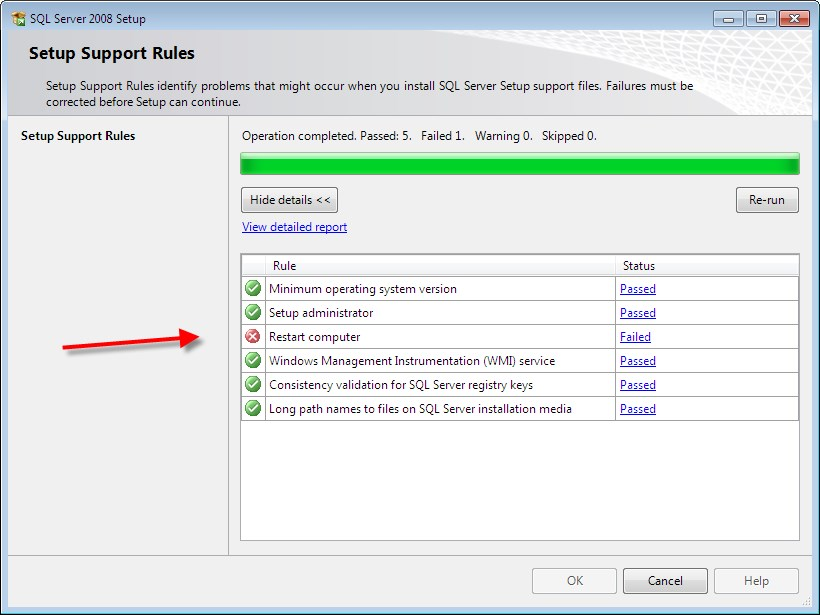 SQL Server 2008 Setup
Setup Support Rules
Setup Support Rules identify problems that might occur when you install SQL Server Setup support files. Failures must be
corrected before Setup can continue.
Setup Support Rules
Operation completed. Passed: 5. Failed 1. Warning 0. Skipped 0.
Hide details <<
Re-run
View detailed report
Rule Status
Minimum operating system version Passed
Setup administrator Passed
Restart computer Failed
Windows Management Instrumentation (WMI) service Passed
Consistency validation for SQL Server registry keys Passed
Long path names to files on SQL Server installation media Passed
OK Cancel Help